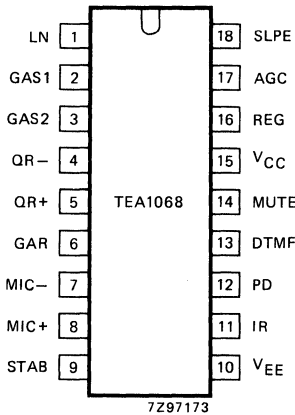 LN 1 18 SLPE
GAS1 2 17 AGC
GAS2 3 16 REG
QR− 4 15 VCC
QR+ 5 TEA1068 14 MUTE
GAR 6 13 DTMF
MIC− 7 12 PD
MIC+ 8 11 IR
STAB 9 10 VEE
7Z97173